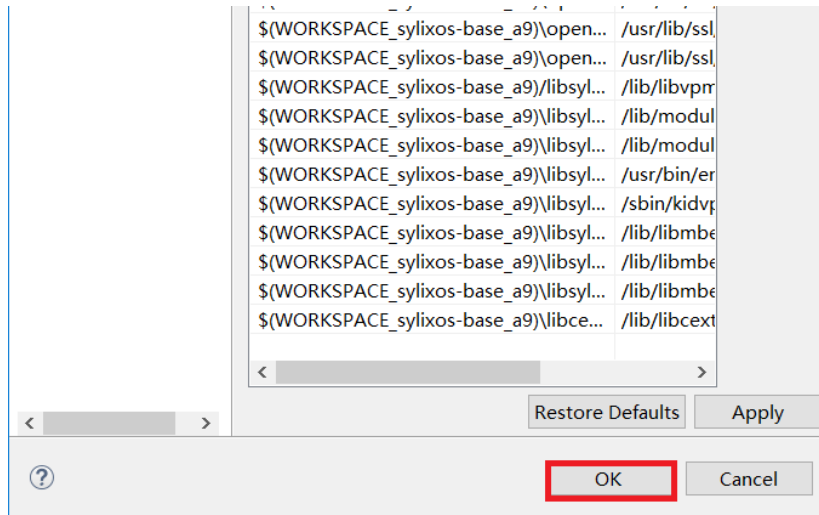 $(WORKSPACE_sylixos-base_a9)\open... /usr/lib/ssl,
$(WORKSPACE_sylixos-base_a9)\open... /usr/lib/ssl,
$(WORKSPACE_sylixos-base_a9)/libsyl... /lib/libvpm
$(WORKSPACE_sylixos-base_a9)\libsyl... /lib/modul
$(WORKSPACE_sylixos-base_a9)\libsyl... /lib/modul
$(WORKSPACE_sylixos-base_a9)\libsyl... /usr/bin/er
$(WORKSPACE_sylixos-base_a9)\libsyl... /sbin/kidvp
$(WORKSPACE_sylixos-base_a9)\libsyl... /lib/libmbe
$(WORKSPACE_sylixos-base_a9)\libsyl... /lib/libmbe
$(WORKSPACE_sylixos-base_a9)\libsyl... /lib/libmbe
$(WORKSPACE_sylixos-base_a9)\libce... /lib/libcext
Restore Defaults Apply
OK Cancel